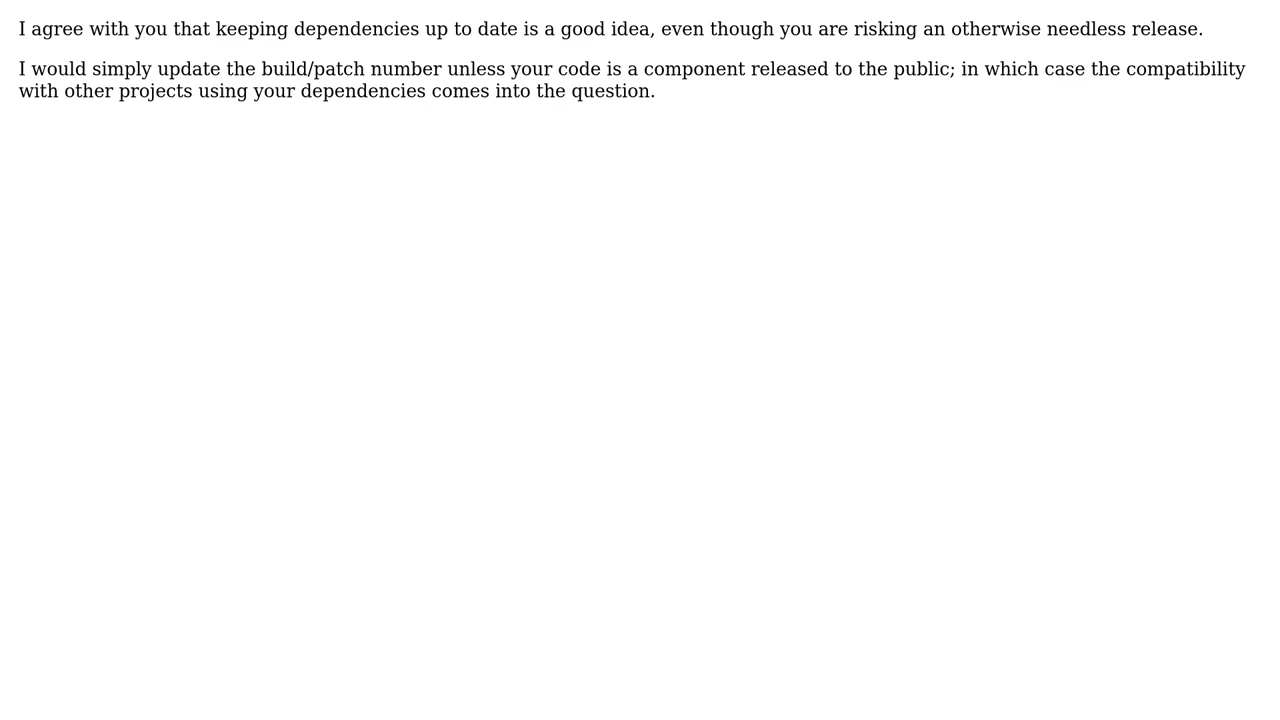 I agree with you that keeping dependencies up to date is a good idea, even though you are risking an otherwise needless release.
I would simply update the build/patch number unless your code is a component released to the public; in which case the compatibility
with other projects using your dependencies comes into the question.